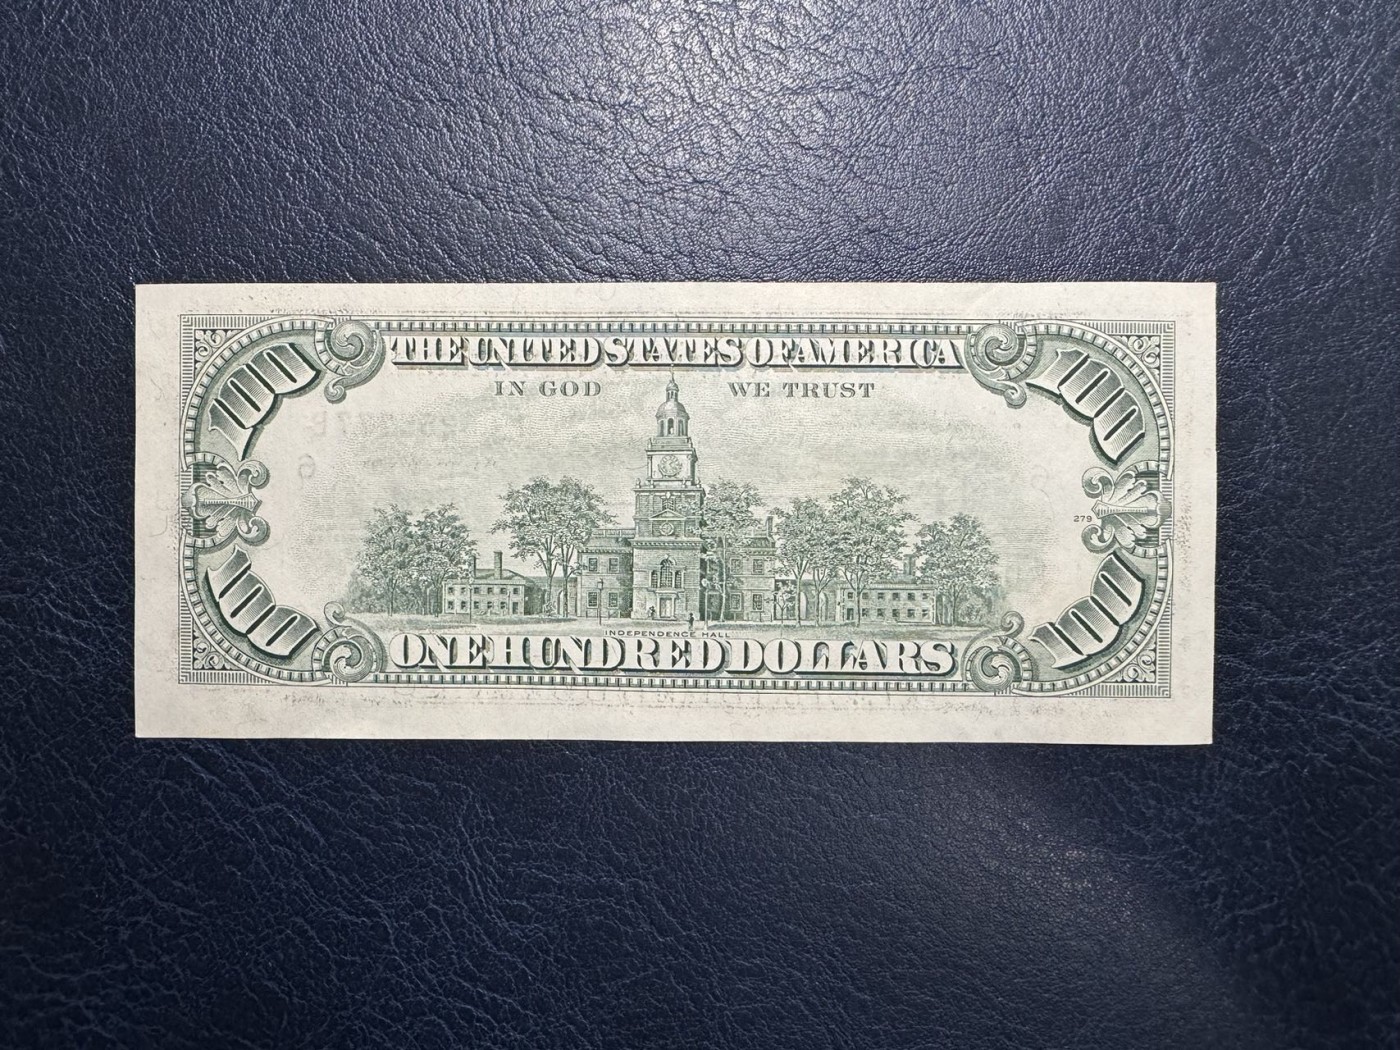 100 THE UNITED STATES OF AMERICA 100
IN GOD WE TRUST
279
INDEPENDENCE HALL
100 ONE HUNDRED DOLLARS 100